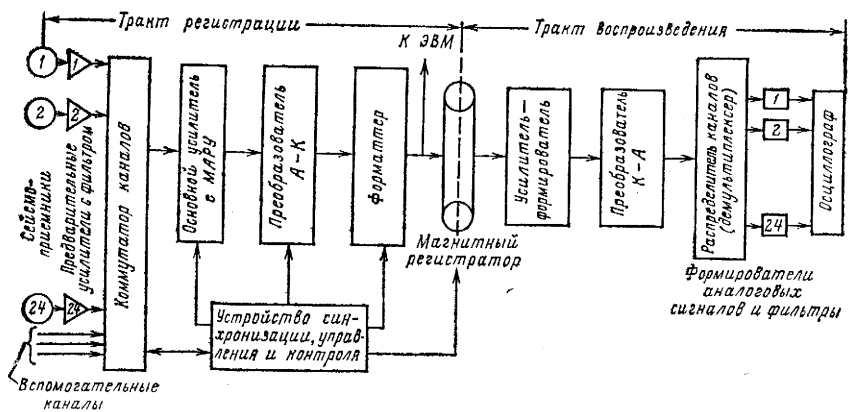 Тракт регистрации
Тракт воспроизведения
К ЭВМ
1
1
2
2
24
24
Сейсмо-
приемники
Предварительные
усилители с фильтром
Коммутатор каналов
Основной усилитель
с МАРУ
Преобразователь
А-К
Форматтер
Магнитный
регистратор
Усилитель-
формирователь
Преобразователь
К-А
Распределитель каналов
(демультиплексер)
1
2
24
Осциллограф
Формирователи
аналоговых
сигналов и фильтры
Устройство син-
хронизации, управ-
ления и контроля
Вспомогательные
каналы